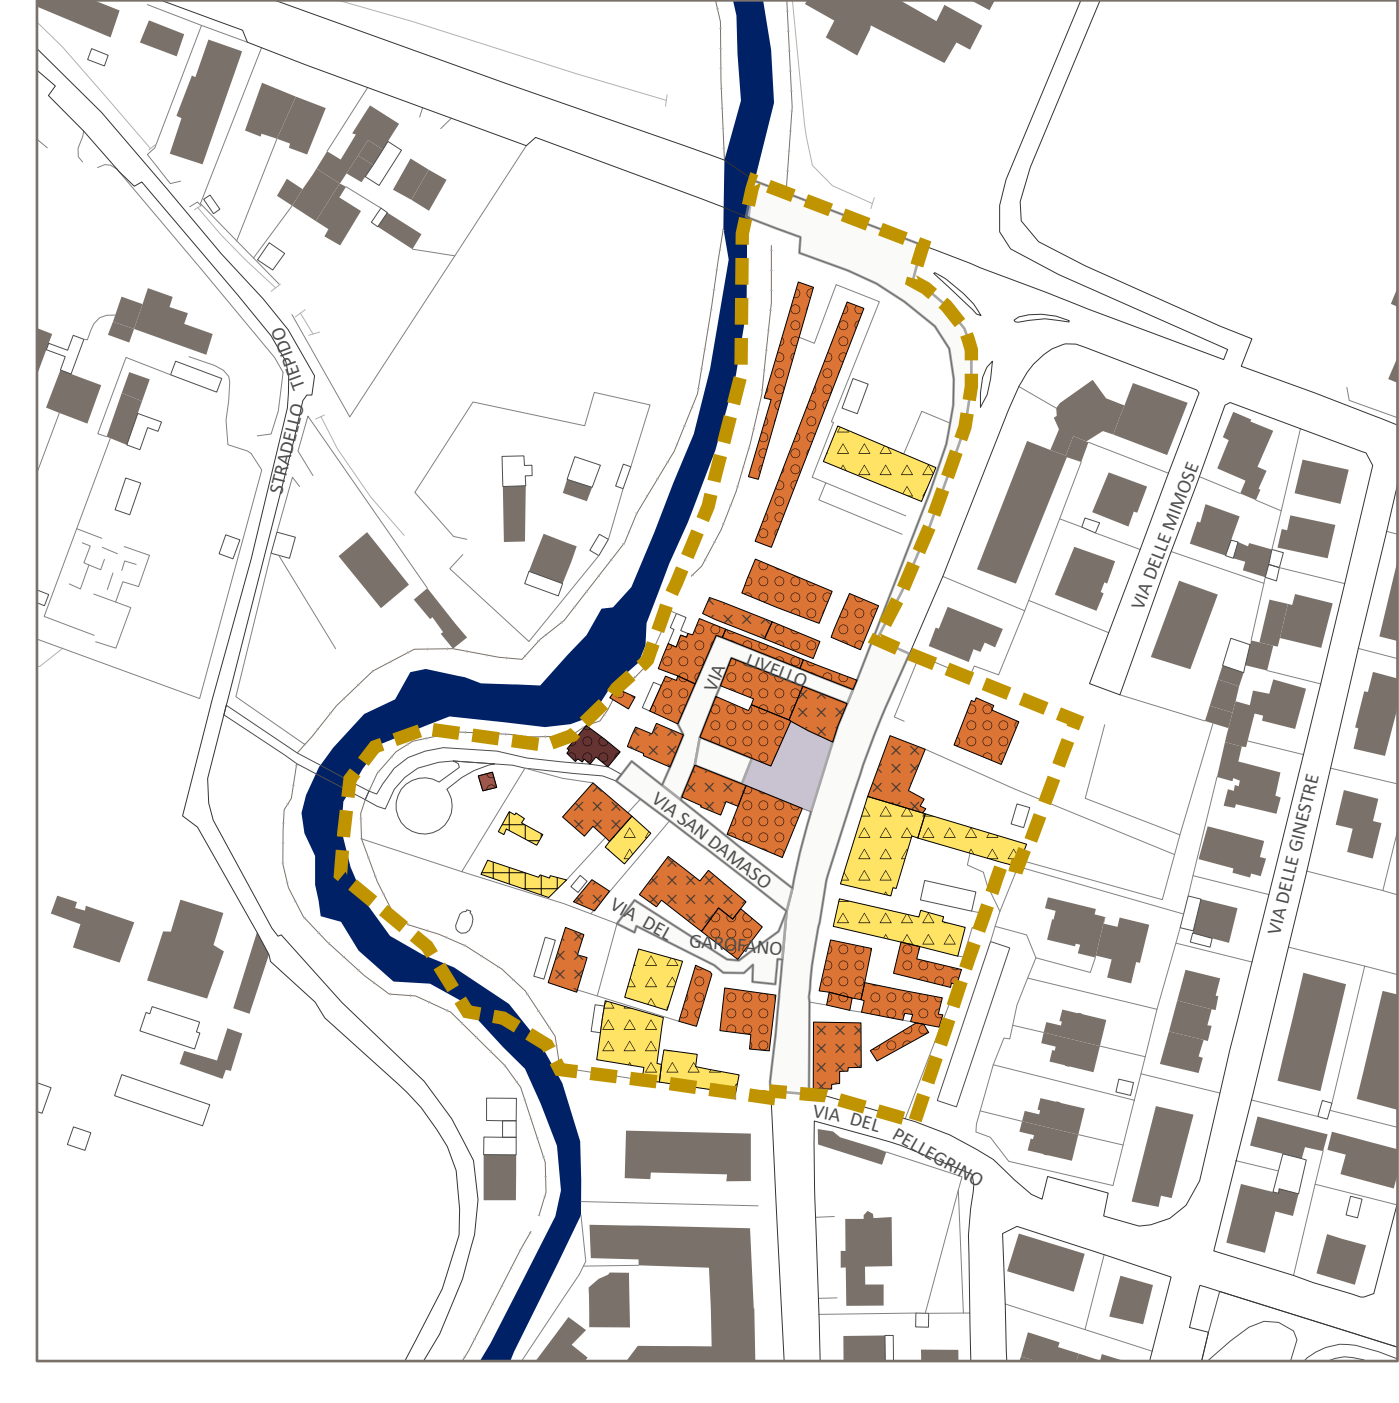 STRADELLO TIEPIDO
VIA DELLE MIMOSE
VIA LIVELLO
VIA SAN DAMASO
VIA DELLE GINESTRE
VIA DEL GAROFANO
VIA DEL PELLEGRINO